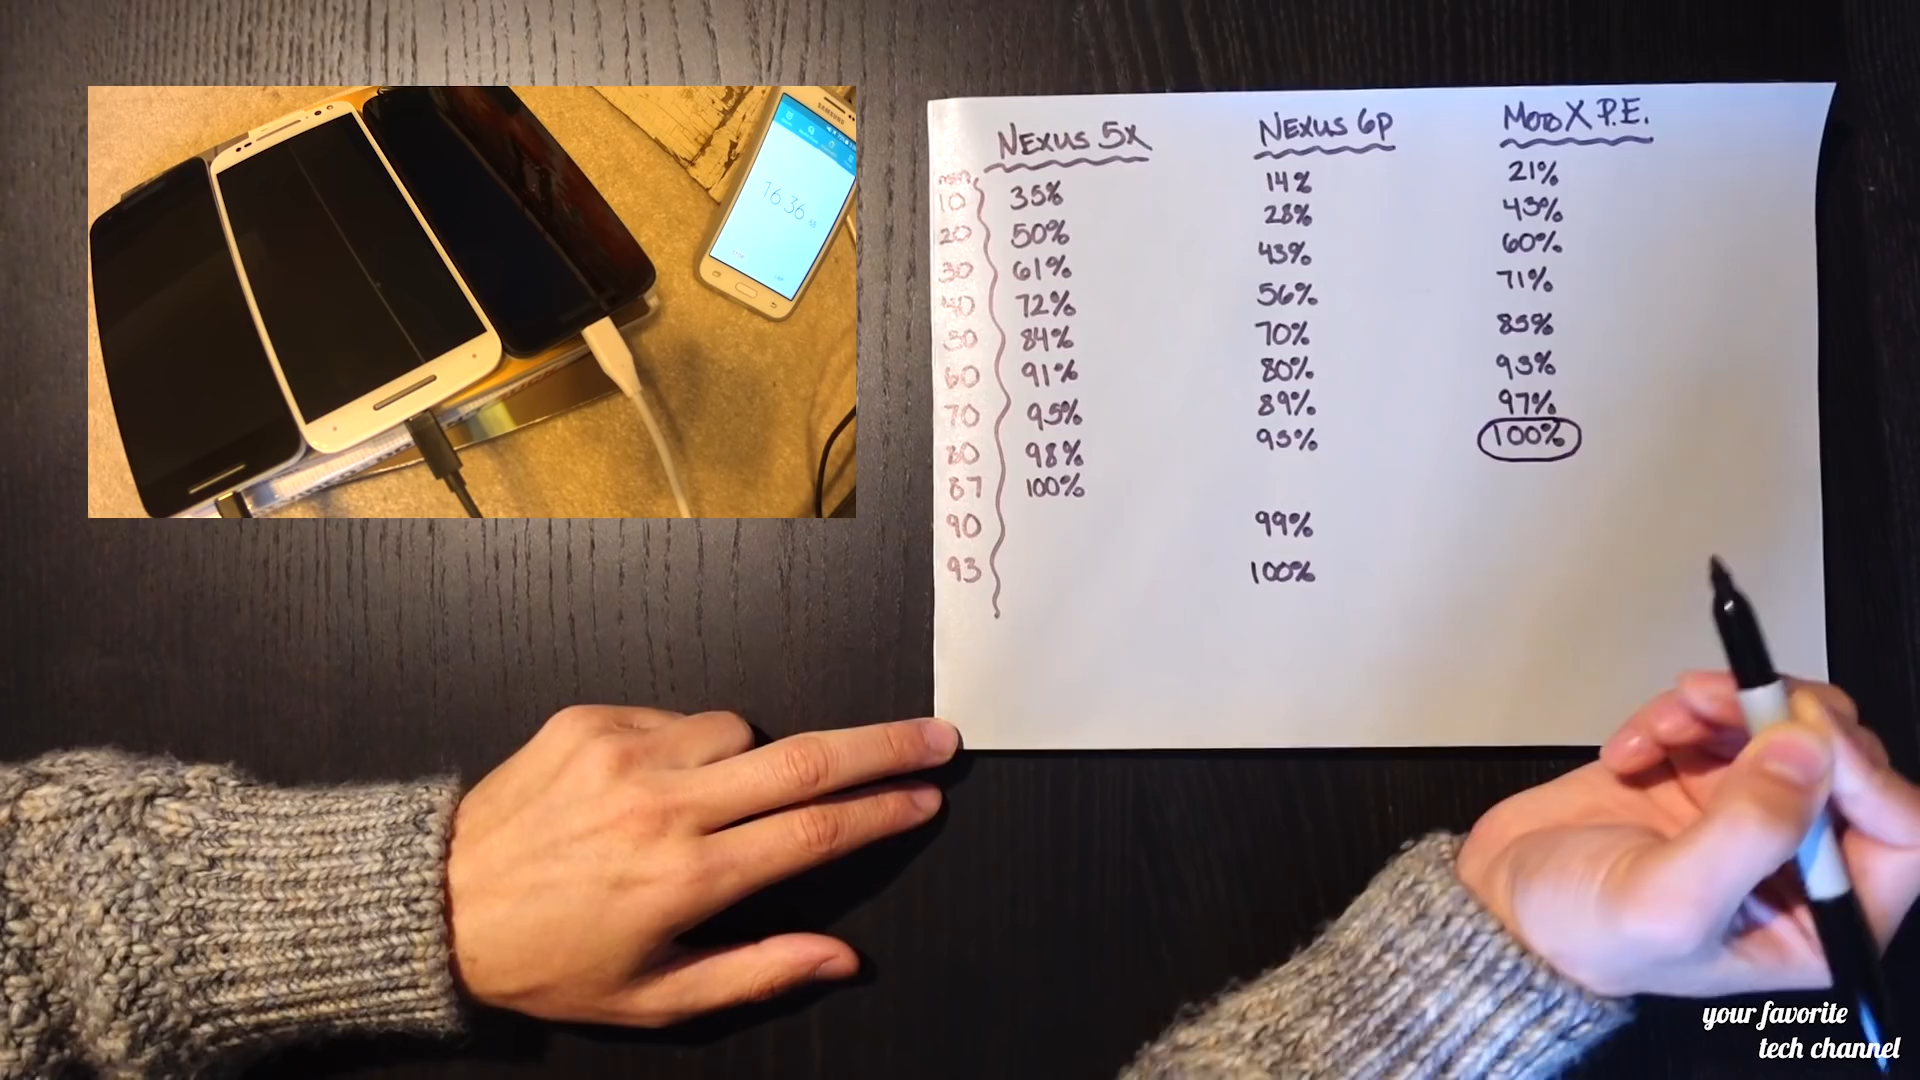 NEXUS 5X NEXUS 6P MOTO X P.E.
min
10 35% 14% 21%
20 50% 28% 43%
30 61% 43% 60%
40 72% 56% 71%
50 84% 70% 85%
60 91% 80% 93%
70 95% 89% 97%
80 98% 95% 100%
87 100%
90 99%
93 100%
SAMSUNG
16.36
your favorite
tech channel